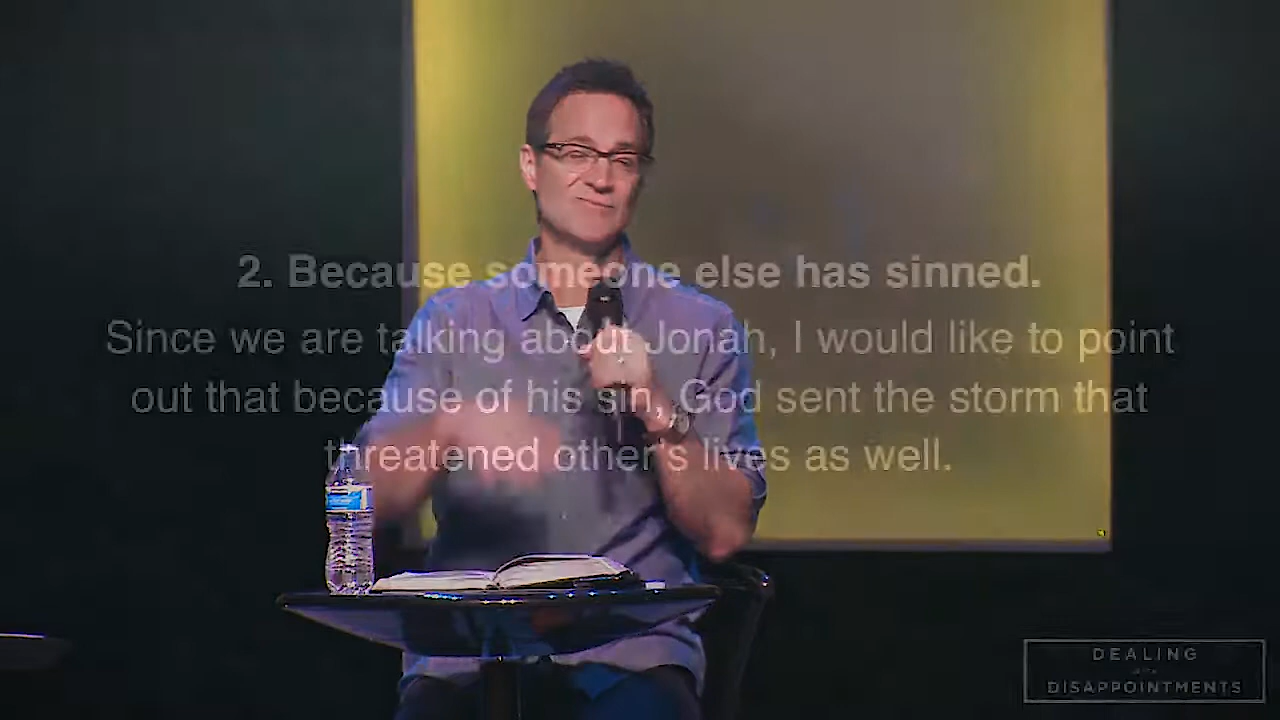 2. Because someone else has sinned.
Since we are talking about Jonah, I would like to point
out that because of his sin, God sent the storm that
threatened other's lives as well.
DEALING
DISAPPOINTMENTS